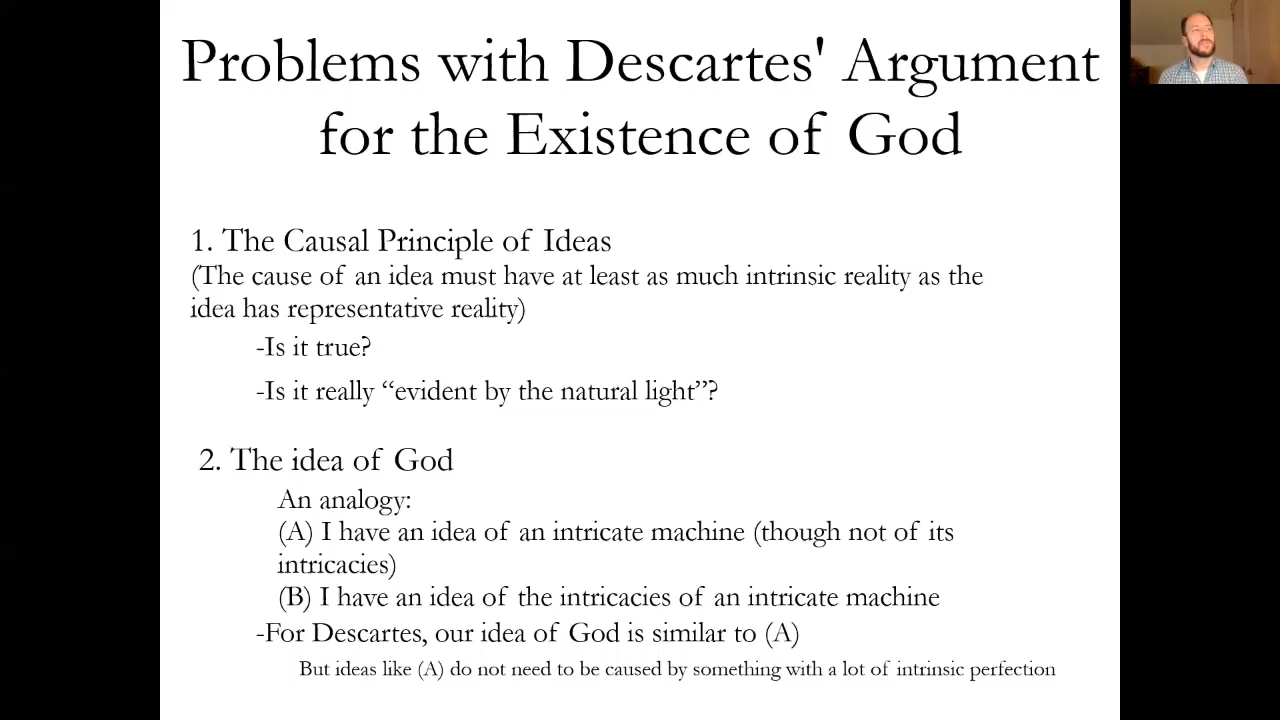 Problems with Descartes' Argument
for the Existence of God
1. The Causal Principle of Ideas
(The cause of an idea must have at least as much intrinsic reality as the
idea has representative reality)
-Is it true?
-Is it really “evident by the natural light”?
2. The idea of God
An analogy:
(A) I have an idea of an intricate machine (though not of its
intricacies)
(B) I have an idea of the intricacies of an intricate machine
-For Descartes, our idea of God is similar to (A)
But ideas like (A) do not need to be caused by something with a lot of intrinsic perfection